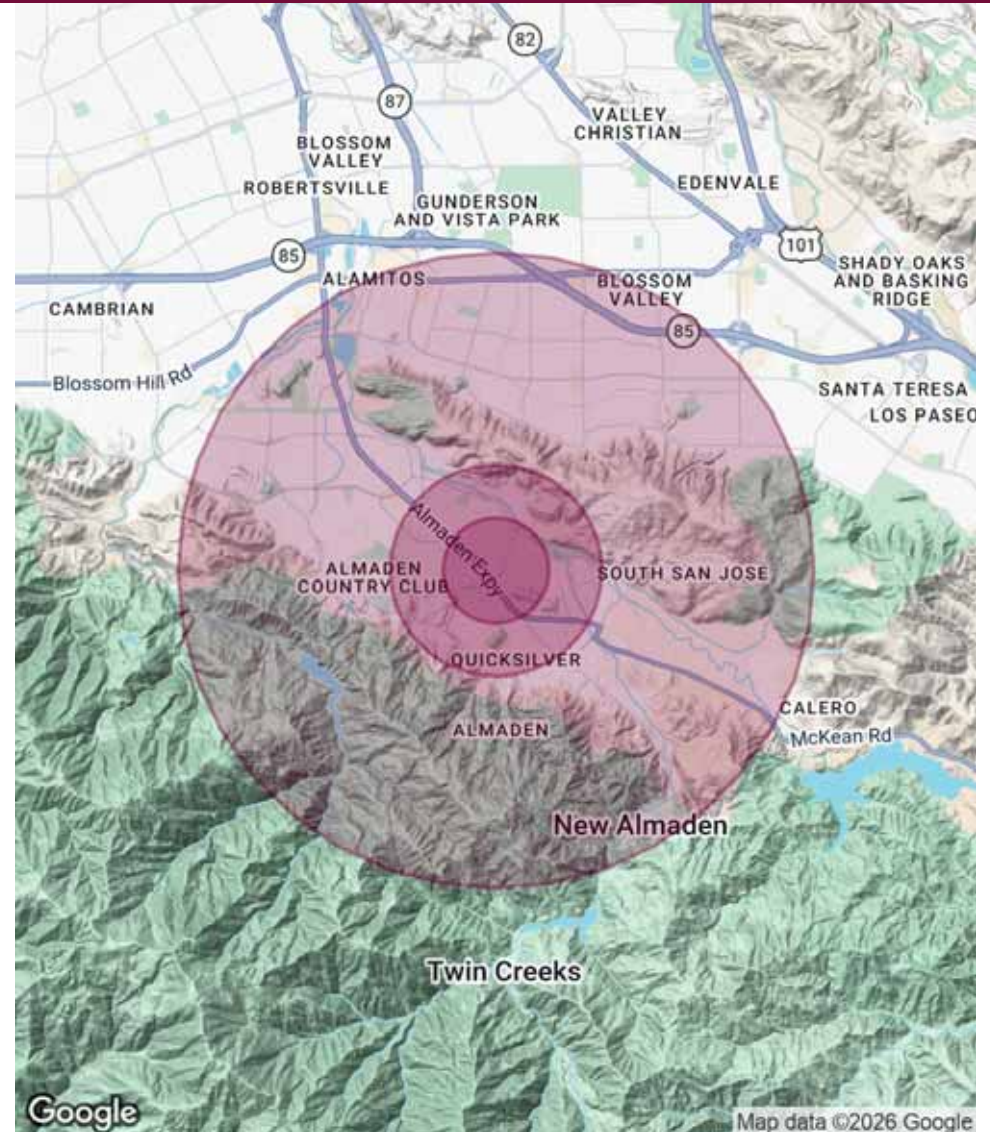 82
87
VALLEY
CHRISTIAN
BLOSSOM
VALLEY
ROBERTSVILLE
EDENVALE
GUNDERSON
AND VISTA PARK
101
85
SHADY OAKS
AND BASKING
RIDGE
ALAMITOS
BLOSSOM
VALLEY
CAMBRIAN
85
Blossom Hill Rd
SANTA TERESA
LOS PASEO
Almaden Expy
ALMADEN
COUNTRY CLUB
SOUTH SAN JOSE
QUICKSILVER
CALERO
ALMADEN
McKean Rd
New Almaden
Twin Creeks
Google
Map data ©2026 Google